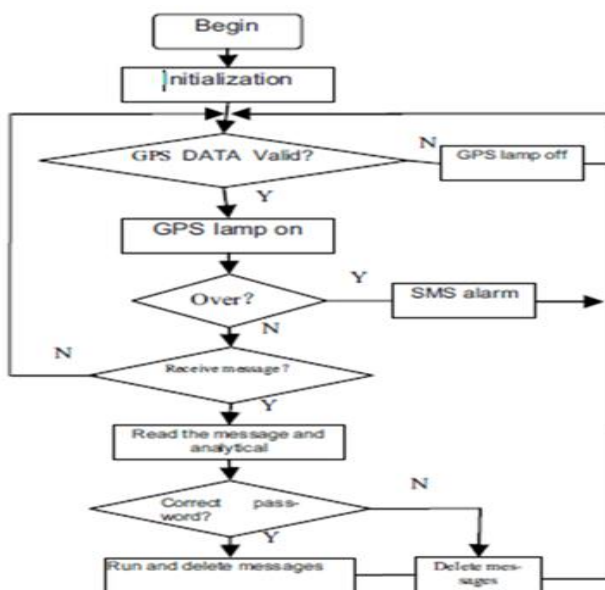 Begin
Initialization
GPS DATA Valid?
N
GPS lamp off
Y
GPS lamp on
Y
Over?
SMS alarm
N
N
Receive message?
Y
Read the message and
analytical
N
Correct pass-
word?
Y
Run and delete messages
Delete mes-
sages